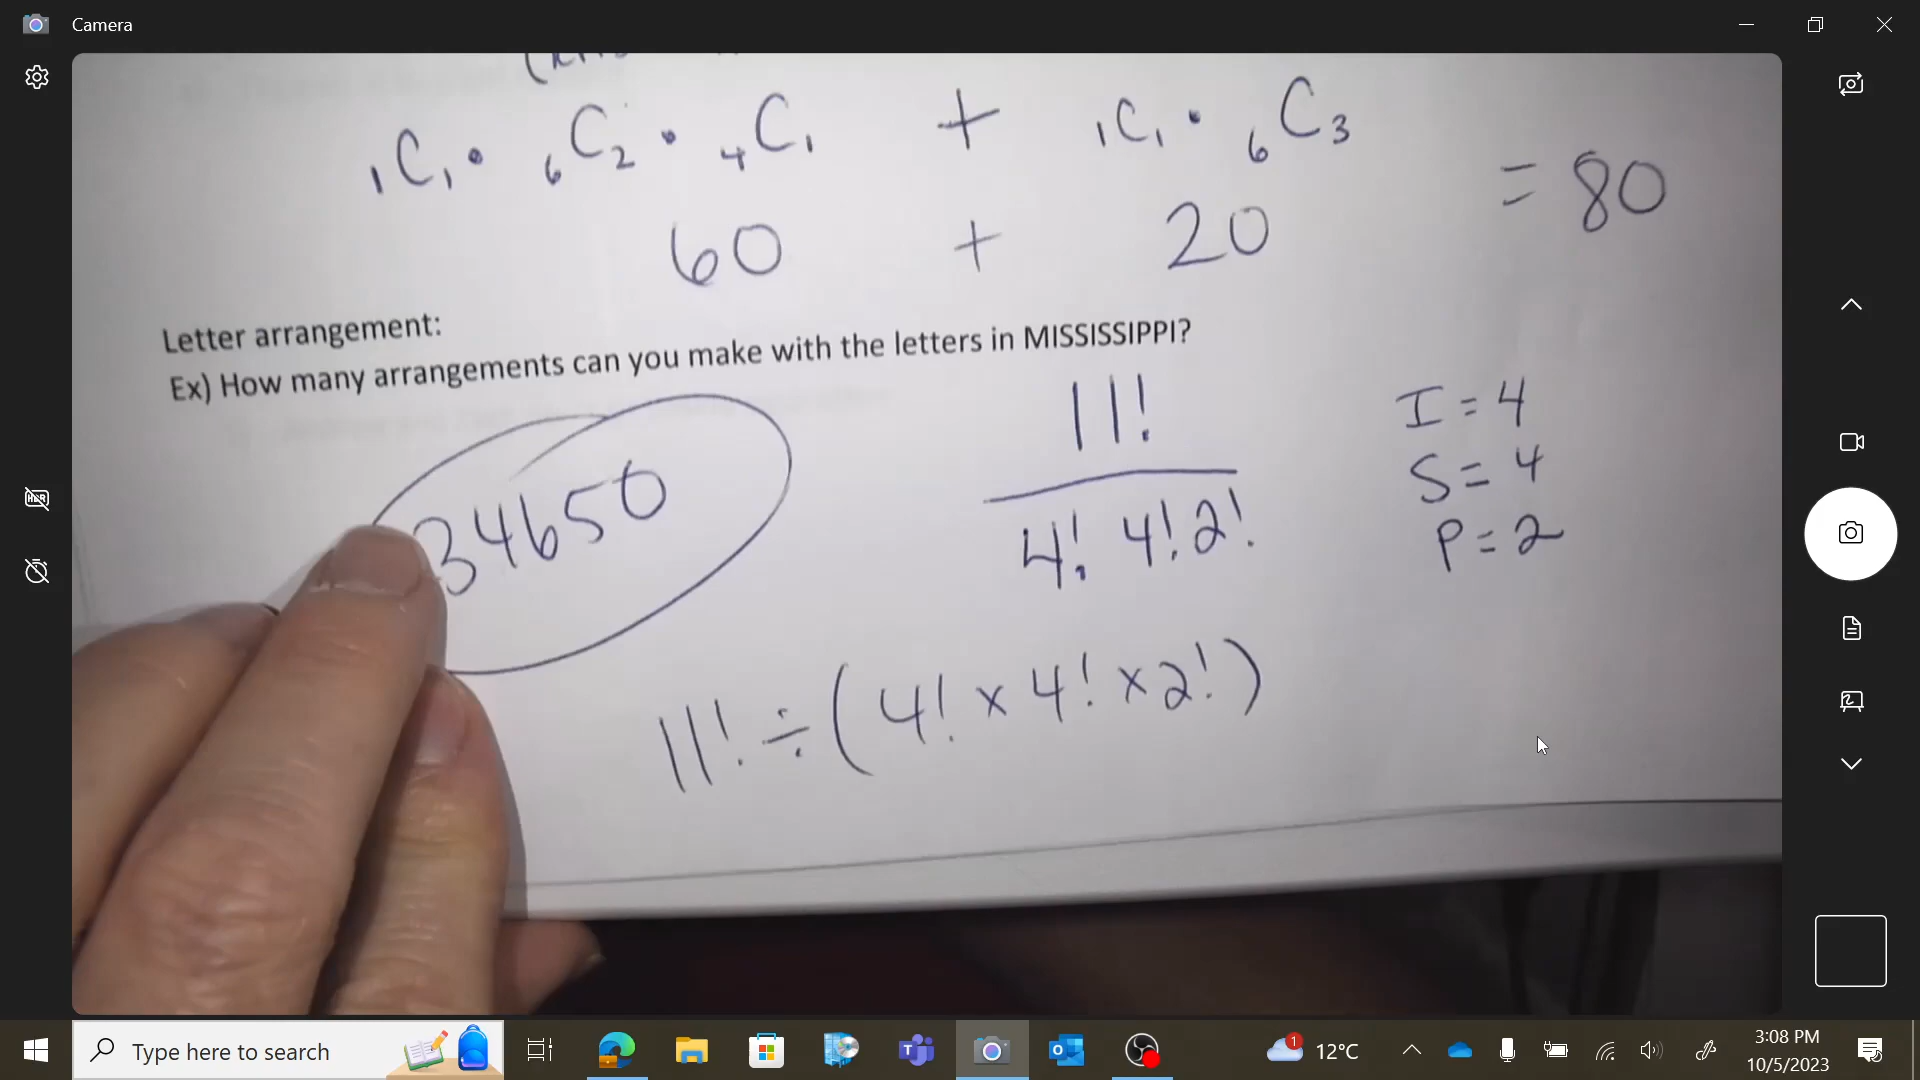 Camera
₁C₁ · ₆C₂ · ₄C₁ + ₁C₁ · ₆C₃ = 80
60 + 20
Letter arrangement:
Ex) How many arrangements can you make with the letters in MISSISSIPPI?
34650
11!
4! 4! 2!
I = 4
S = 4
P = 2
11! ÷ (4! × 4! × 2!)
Type here to search
1
12°C
3:08 PM
10/5/2023